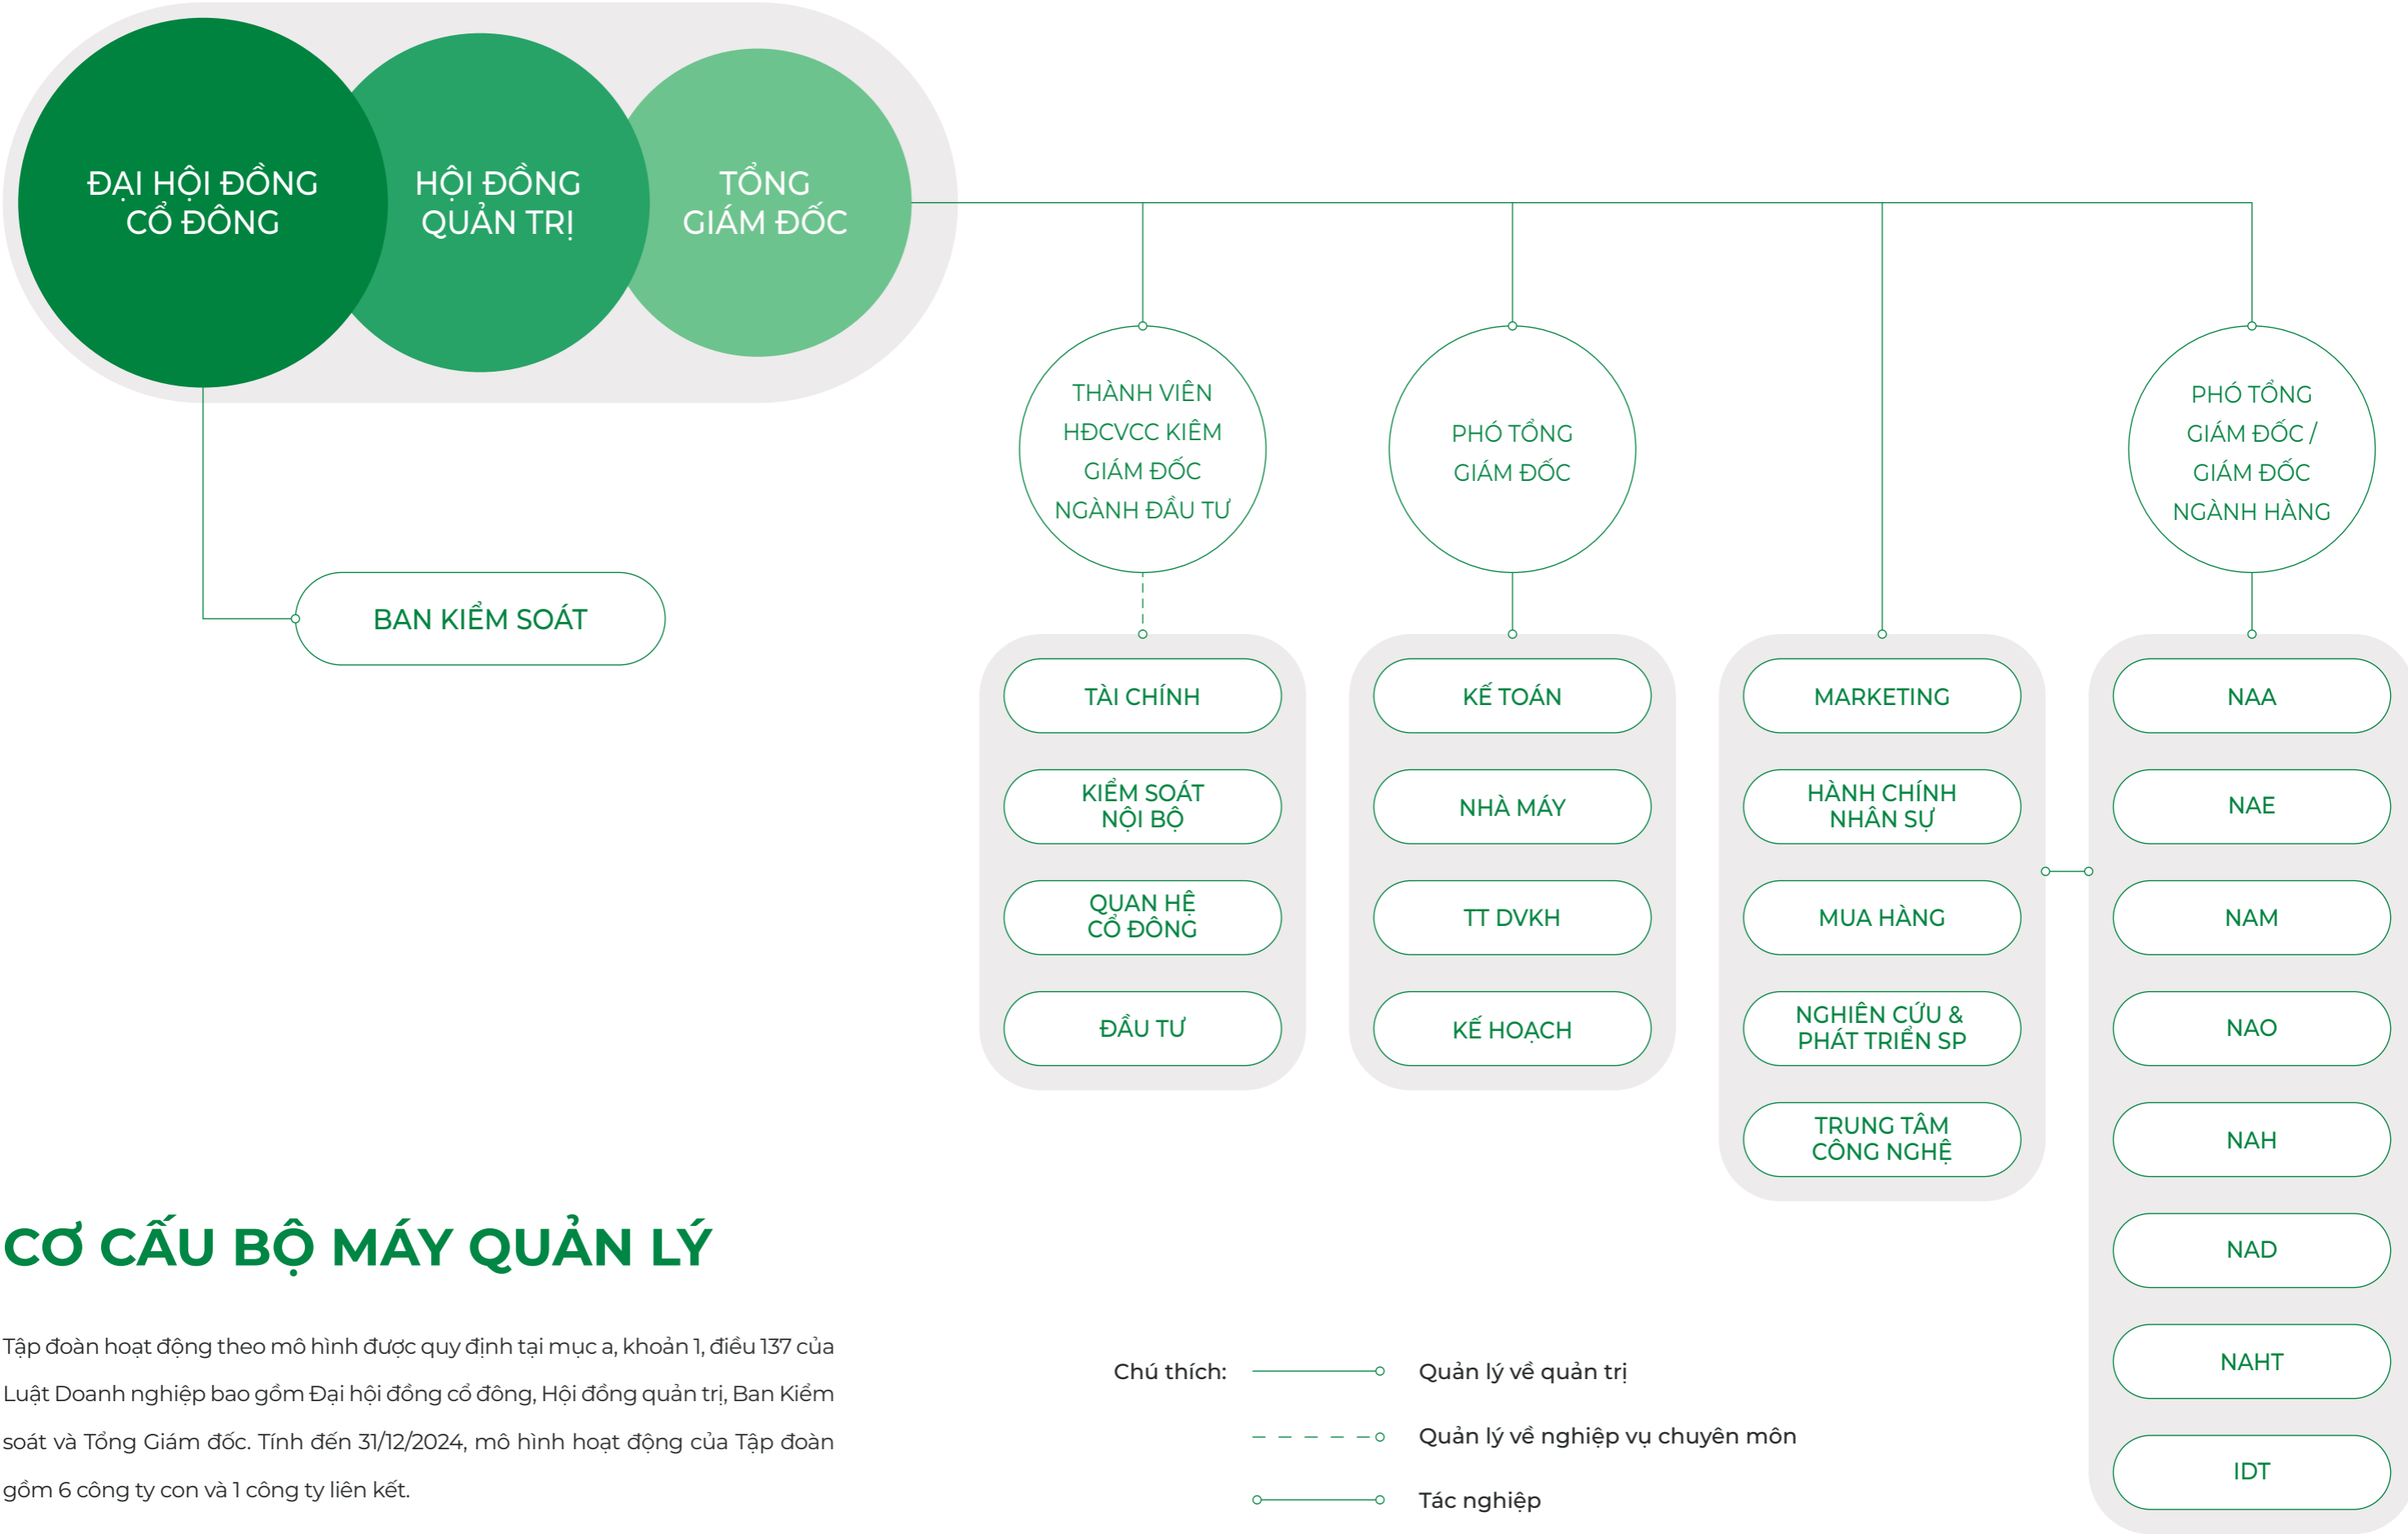 ĐẠI HỘI ĐỒNG
CỔ ĐÔNG
HỘI ĐỒNG
QUẢN TRỊ
TỔNG
GIÁM ĐỐC
BAN KIỂM SOÁT
THÀNH VIÊN
HĐCVCC KIÊM
GIÁM ĐỐC
NGÀNH ĐẦU TƯ
PHÓ TỔNG
GIÁM ĐỐC
PHÓ TỔNG
GIÁM ĐỐC /
GIÁM ĐỐC
NGÀNH HÀNG
TÀI CHÍNH
KIỂM SOÁT
NỘI BỘ
QUAN HỆ
CỔ ĐÔNG
ĐẦU TƯ
KẾ TOÁN
NHÀ MÁY
TT DVKH
KẾ HOẠCH
MARKETING
HÀNH CHÍNH
NHÂN SỰ
MUA HÀNG
NGHIÊN CỨU &
PHÁT TRIỂN SP
TRUNG TÂM
CÔNG NGHỆ
NAA
NAE
NAM
NAO
NAH
NAD
NAHT
IDT
CƠ CẤU BỘ MÁY QUẢN LÝ
Tập đoàn hoạt động theo mô hình được quy định tại mục a, khoản 1, điều 137 của
Luật Doanh nghiệp bao gồm Đại hội đồng cổ đông, Hội đồng quản trị, Ban Kiểm
soát và Tổng Giám đốc. Tính đến 31/12/2024, mô hình hoạt động của Tập đoàn
gồm 6 công ty con và 1 công ty liên kết.
Chú thích:
Quản lý về quản trị
Quản lý về nghiệp vụ chuyên môn
Tác nghiệp